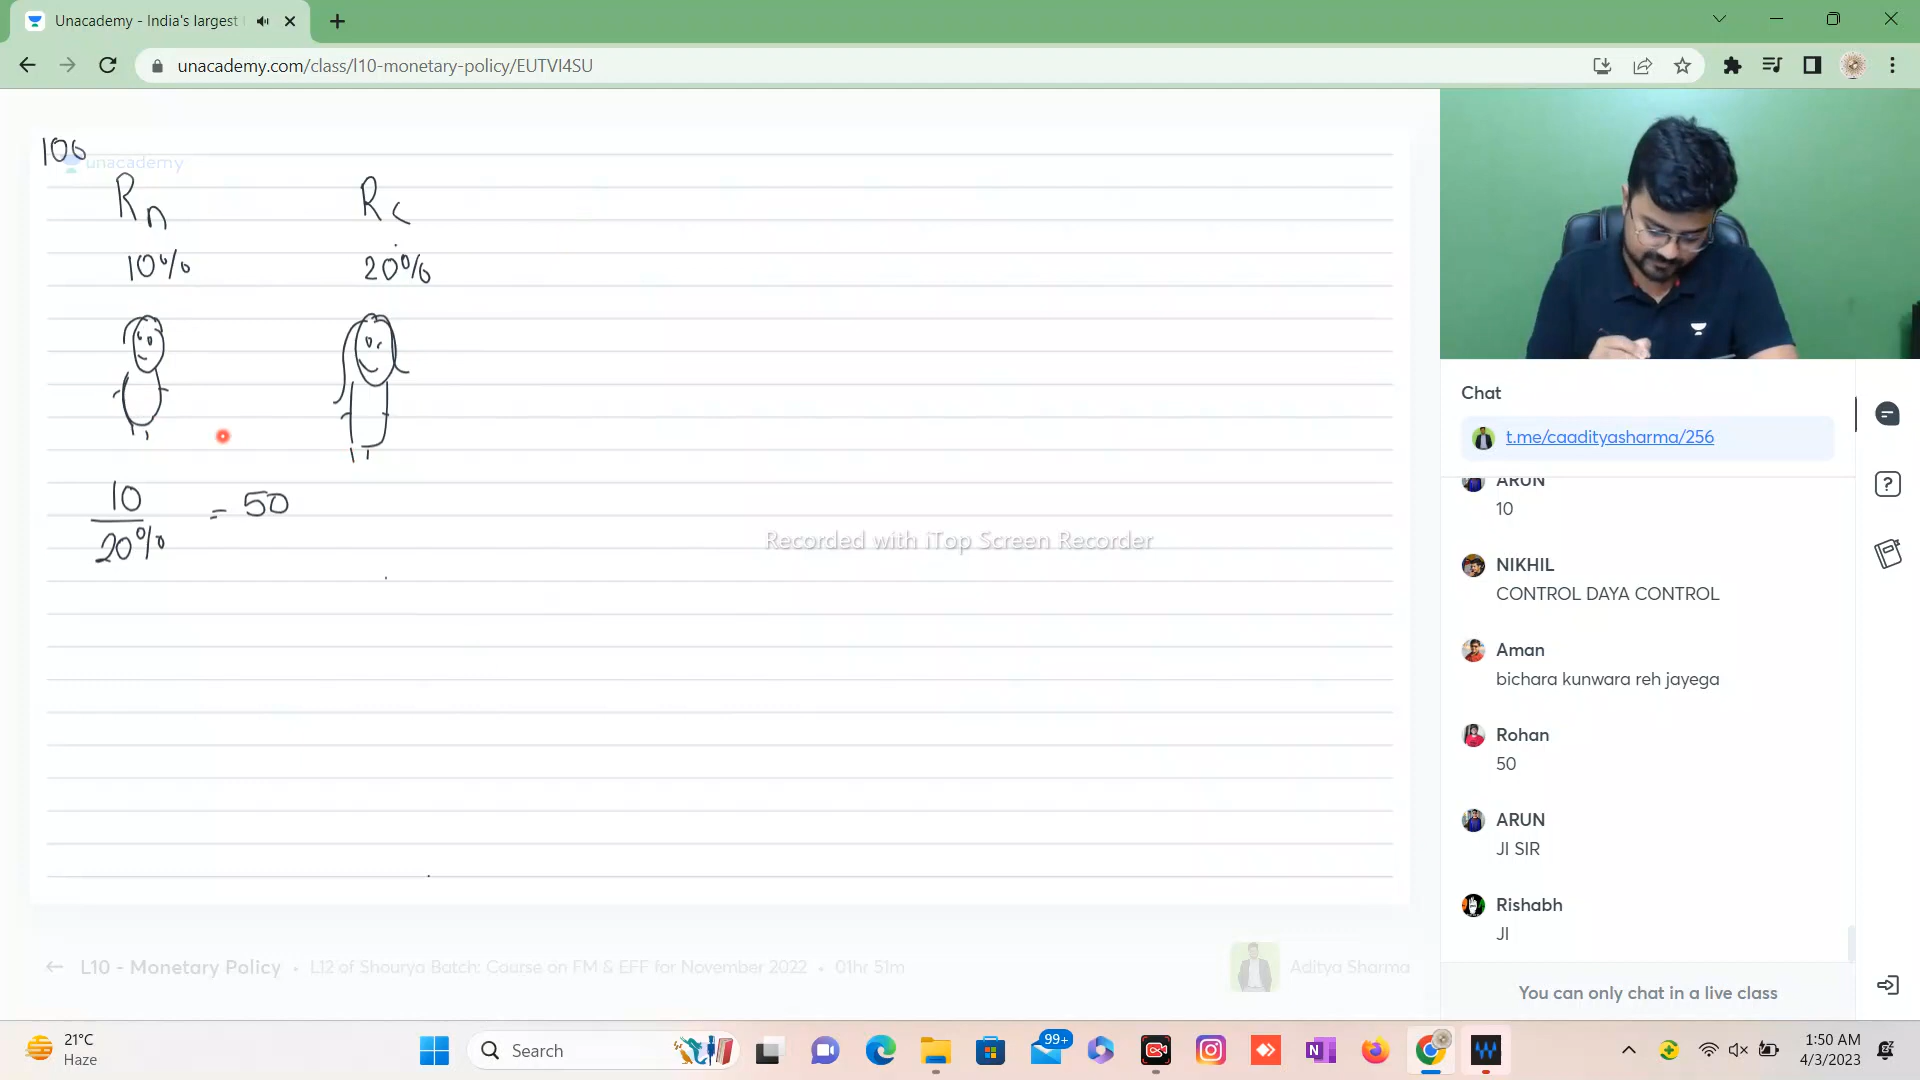 Unacademy - India's largest
unacademy.com/class/l10-monetary-policy/EUTVI4SU
100
unacademy
Rn Rc
10% 20%
10
20%
= 50
Recorded with iTop Screen Recorder
L10 - Monetary Policy • L12 of Shourya Batch: Course on FM & EFF for November 2022 • 01hr 51m
Aditya Sharma
Chat
t.me/caadityasharma/256
ARUN
10
NIKHIL
CONTROL DAYA CONTROL
Aman
bichara kunwara reh jayega
Rohan
50
ARUN
JI SIR
Rishabh
JI
You can only chat in a live class
21°C
Haze
Search
99+
1:50 AM
4/3/2023